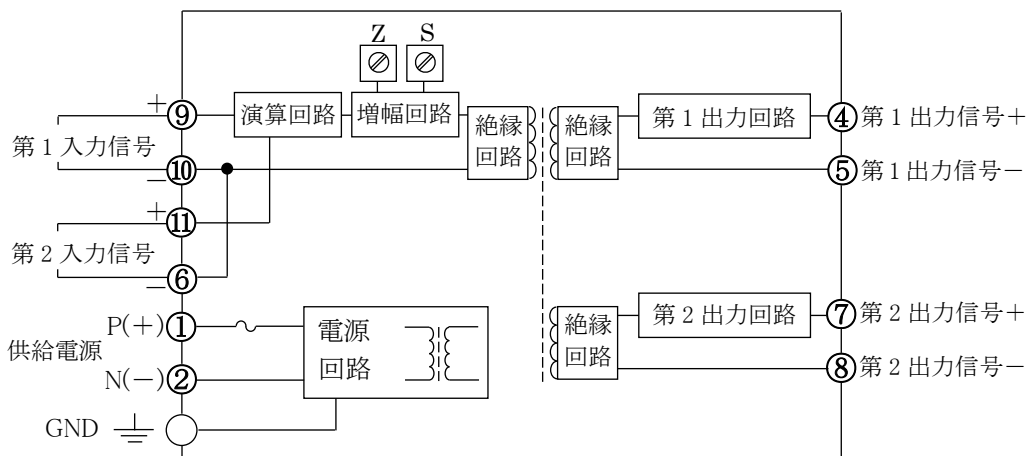 Z S
+ ⑨ 演算回路 増幅回路 絶縁 絶縁 第1出力回路 ④ 第1出力信号+
第1入力信号 回路 回路
− ⑩ ⑤ 第1出力信号−
+ ⑪
第2入力信号
− ⑥
P(+) ① 電源 絶縁 第2出力回路 ⑦ 第2出力信号+
供給電源 回路 回路
N(−) ② ⑧ 第2出力信号−
GND